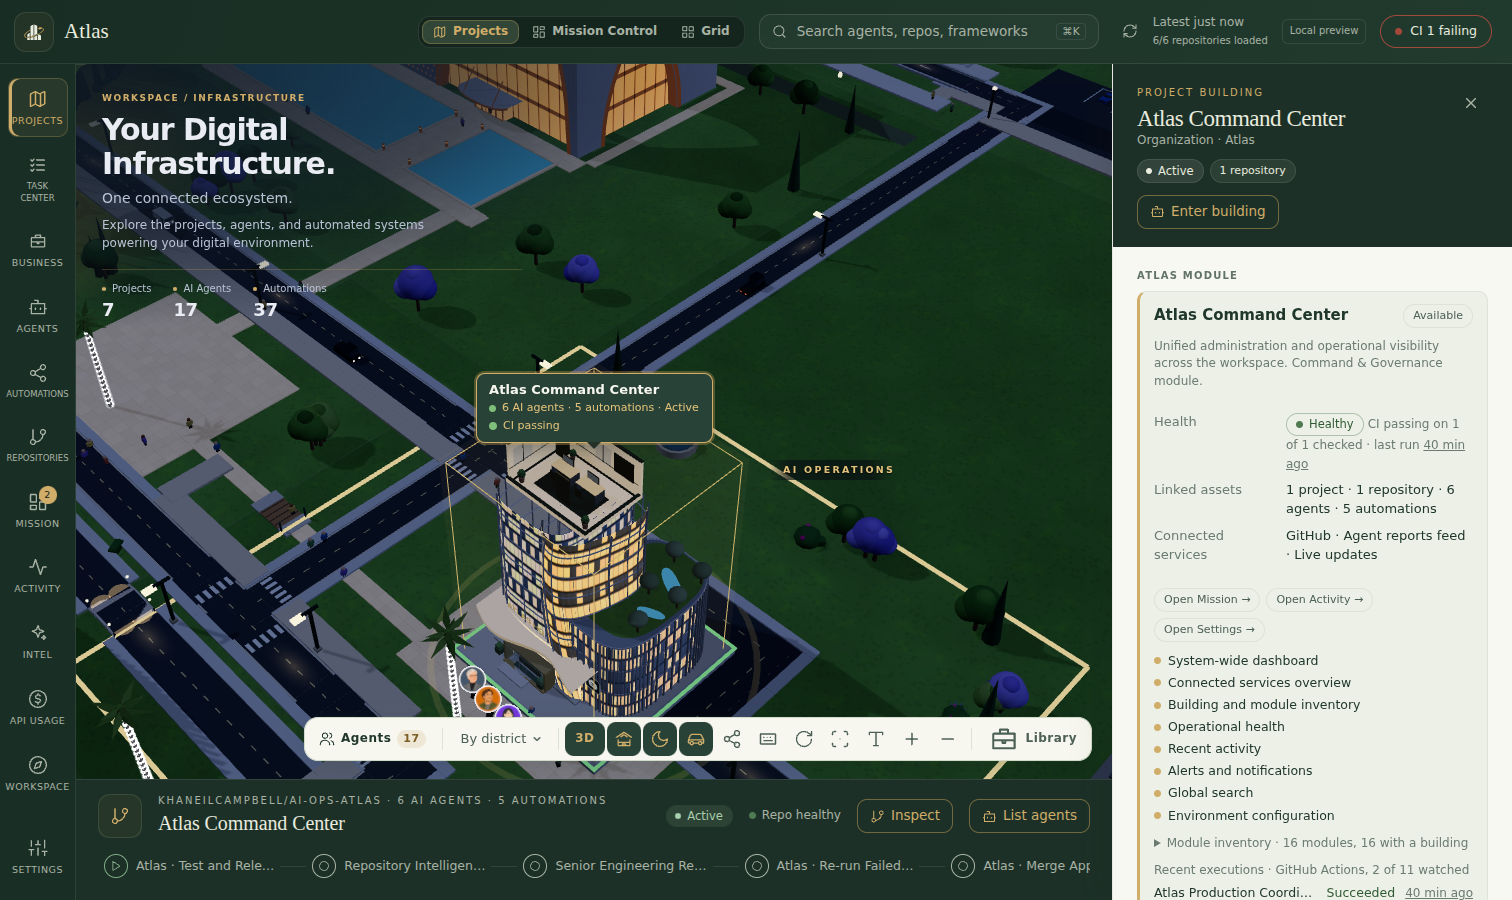 Atlas
Projects
Mission Control
Grid
Search agents, repos, frameworks
⌘K
Latest just now
6/6 repositories loaded
Local preview
CI 1 failing
PROJECTS
TASK
CENTER
BUSINESS
AGENTS
AUTOMATIONS
REPOSITORIES
2
MISSION
ACTIVITY
INTEL
API USAGE
WORKSPACE
SETTINGS
WORKSPACE / INFRASTRUCTURE
Your Digital
Infrastructure.
One connected ecosystem.
Explore the projects, agents, and automated systems
powering your digital environment.
Projects
7
AI Agents
17
Automations
37
Atlas Command Center
6 AI agents · 5 automations · Active
CI passing
AI OPERATIONS
Agents 17
By district
3D
Library
KHANEILCAMPBELL/AI-OPS-ATLAS · 6 AI AGENTS · 5 AUTOMATIONS
Atlas Command Center
Active
Repo healthy
Inspect
List agents
Atlas · Test and Rele…
Repository Intelligen…
Senior Engineering Re…
Atlas · Re-run Failed…
Atlas · Merge App
PROJECT BUILDING
Atlas Command Center
Organization · Atlas
Active
1 repository
Enter building
ATLAS MODULE
Atlas Command Center
Available
Unified administration and operational visibility
across the workspace. Command & Governance
module.
Health
Healthy CI passing on 1
of 1 checked · last run 40 min
ago
Linked assets
1 project · 1 repository · 6
agents · 5 automations
Connected
services
GitHub · Agent reports feed
· Live updates
Open Mission →
Open Activity →
Open Settings →
System-wide dashboard
Connected services overview
Building and module inventory
Operational health
Recent activity
Alerts and notifications
Global search
Environment configuration
Module inventory · 16 modules, 16 with a building
Recent executions · GitHub Actions, 2 of 11 watched
Atlas Production Coordi… Succeeded 40 min ago